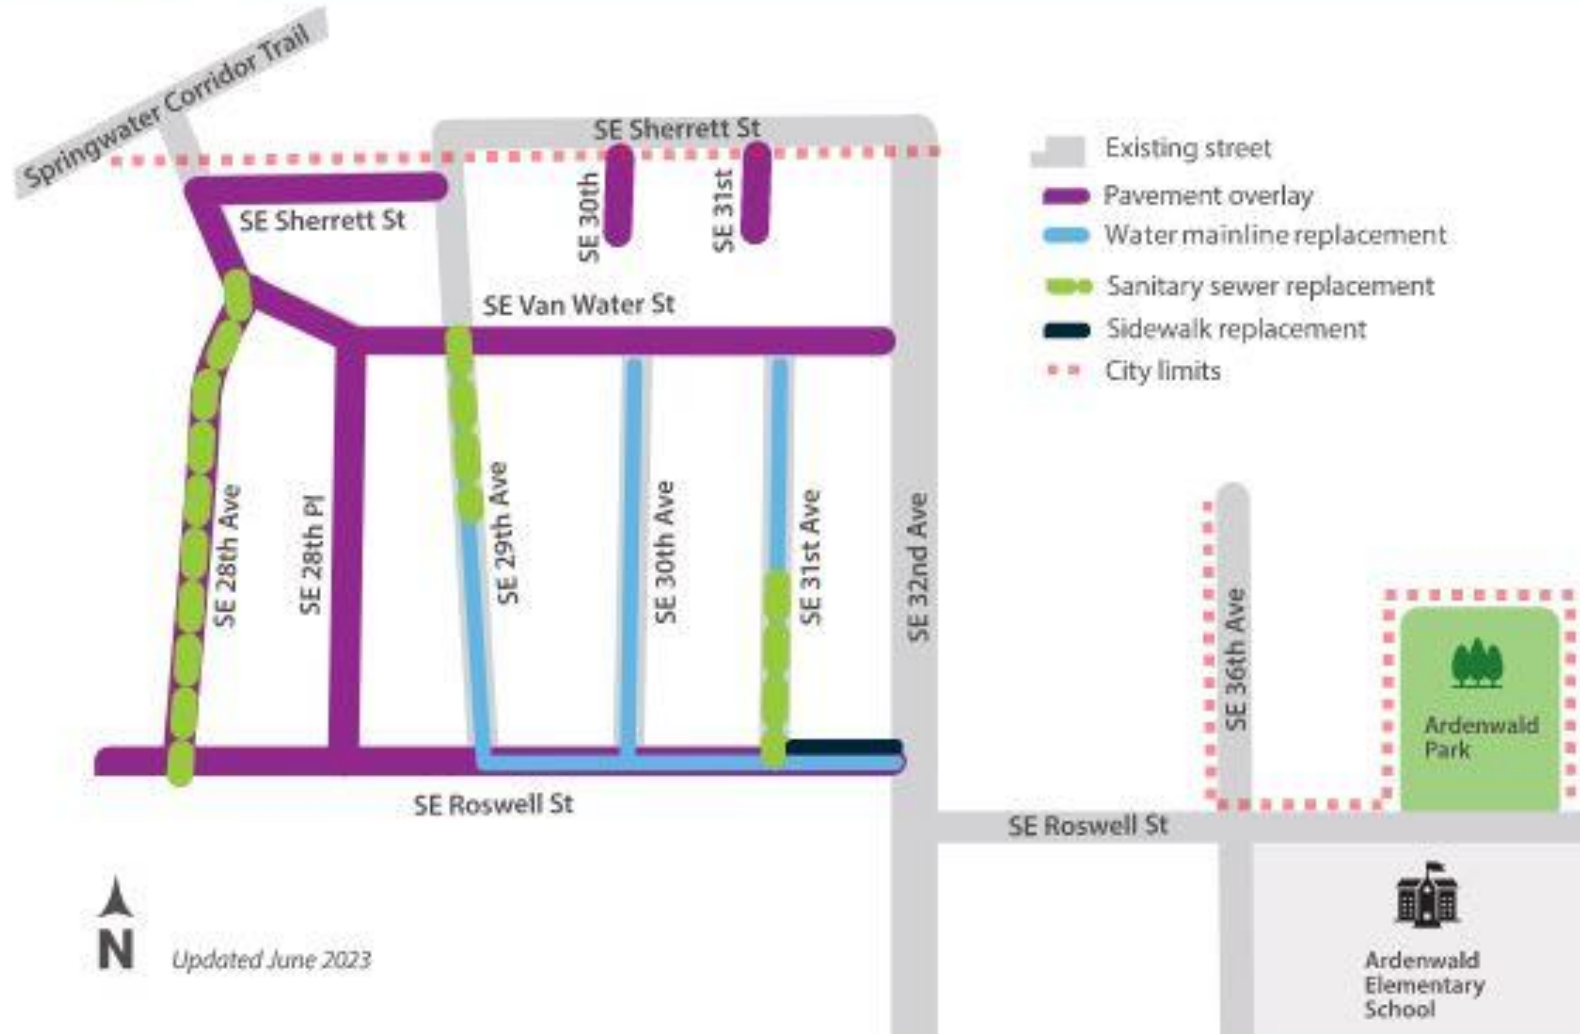 Springwater Corridor Trail
SE Sherrett St
SE Sherrett St
SE 30th
SE 31st
SE Van Water St
SE 28th Ave
SE 28th Pl
SE 29th Ave
SE 30th Ave
SE 31st Ave
SE 32nd Ave
SE Roswell St
Existing street
Pavement overlay
Water mainline replacement
Sanitary sewer replacement
Sidewalk replacement
City limits
SE 36th Ave
Ardenwald
Park
SE Roswell St
Ardenwald
Elementary
School
N
Updated June 2023